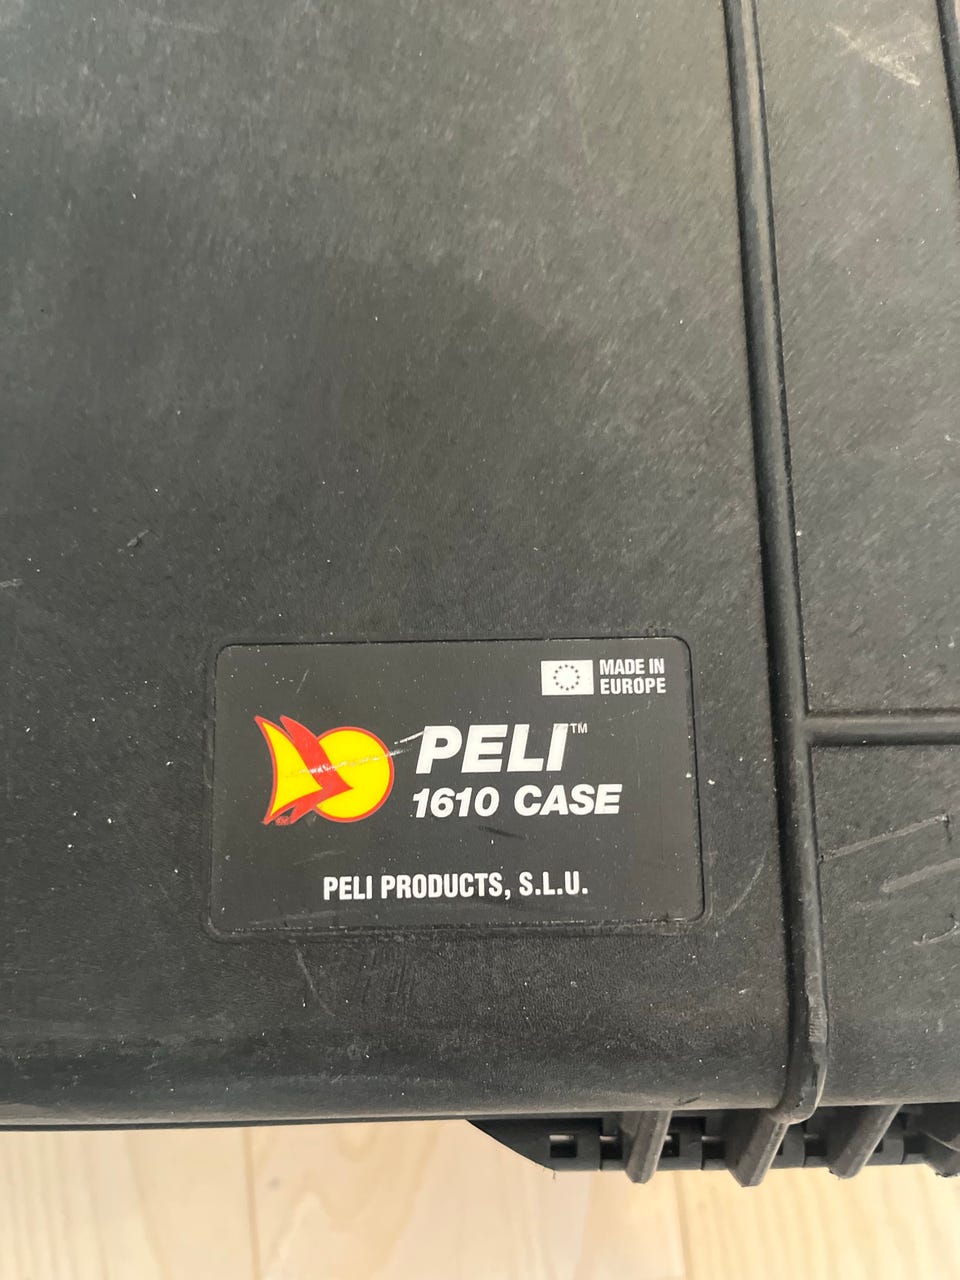 MADE IN
EUROPE
PELI™
1610 CASE
PELI PRODUCTS, S.L.U.